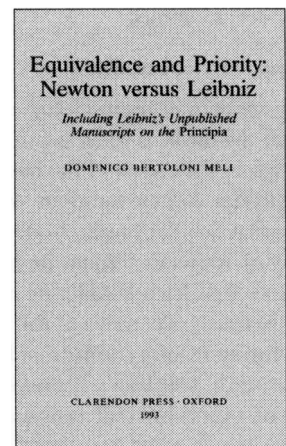 Equivalence and Priority:
Newton versus Leibniz
Including Leibniz's Unpublished
Manuscripts on the Principia
DOMENICO BERTOLONI MELI
CLARENDON PRESS · OXFORD
1993